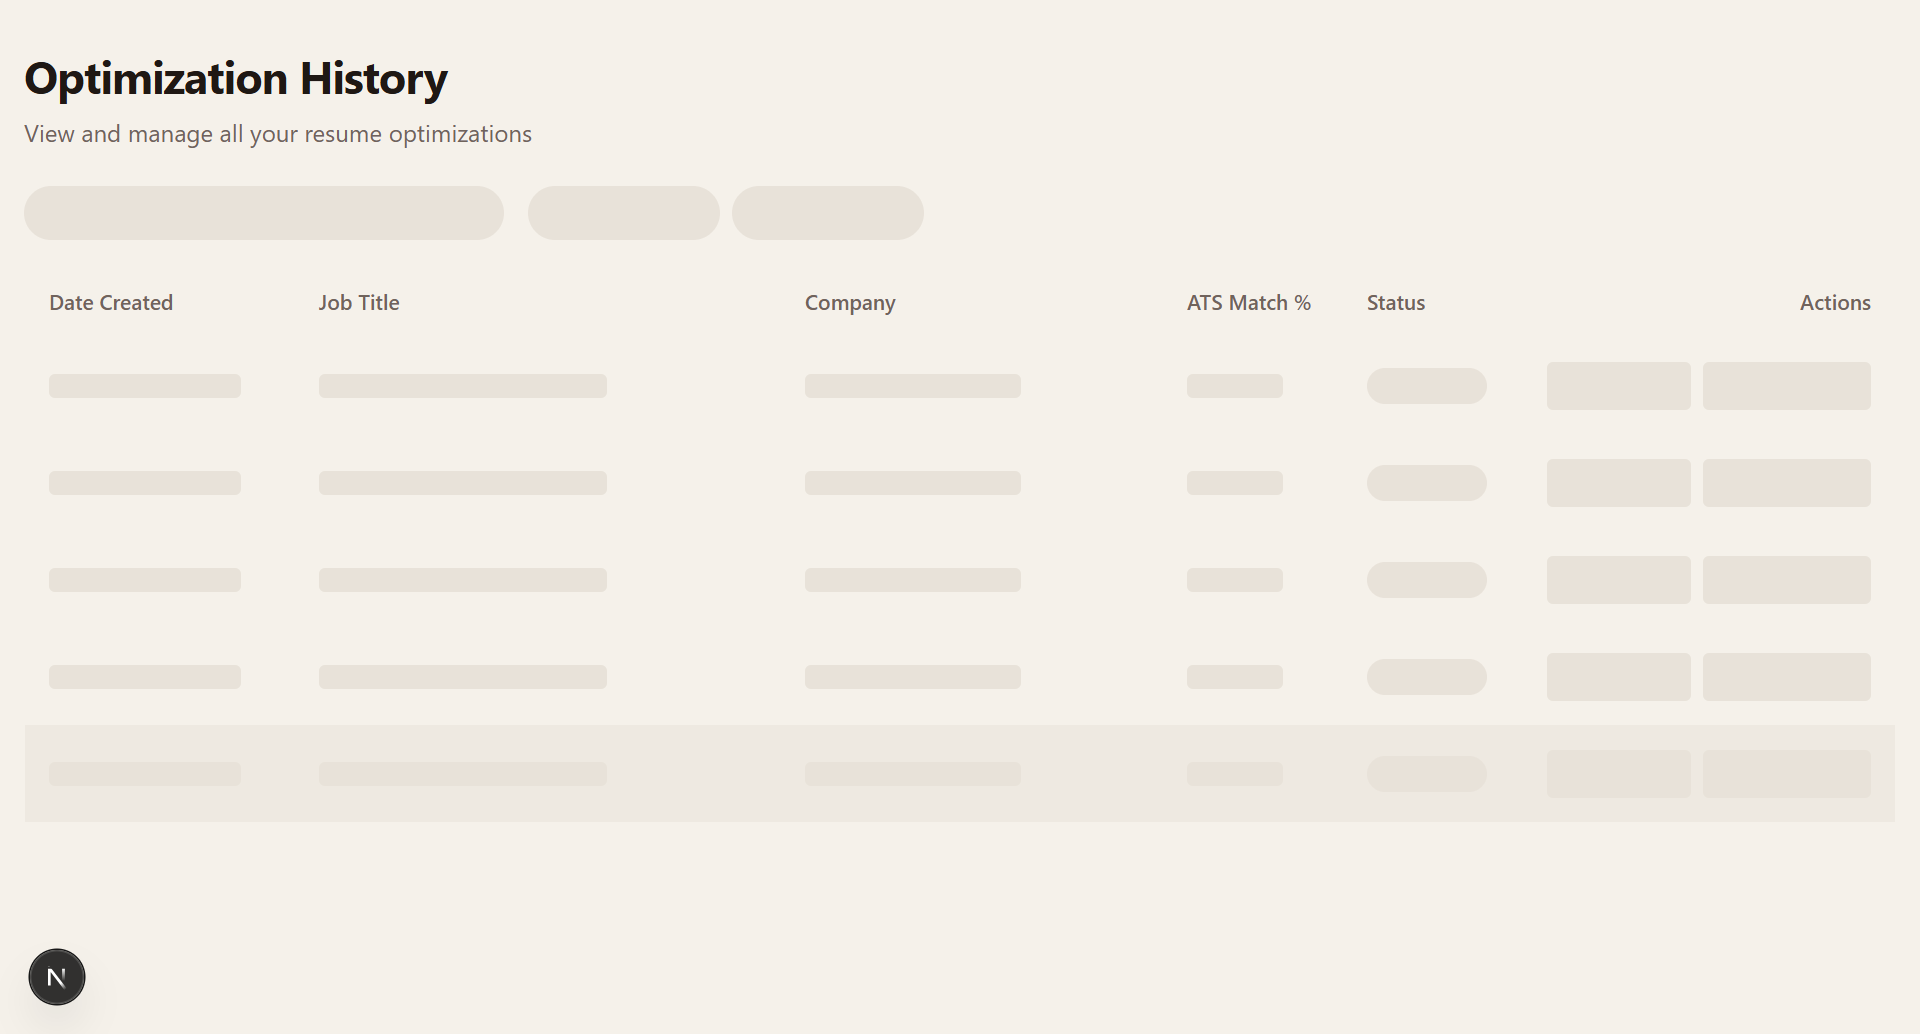 Optimization History
View and manage all your resume optimizations
Date Created Job Title Company ATS Match % Status Actions
N